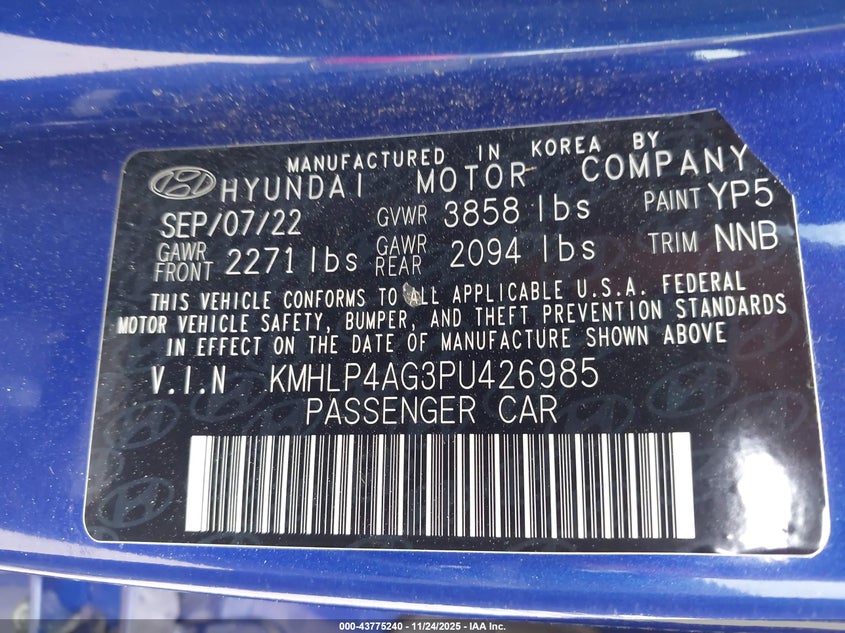 MANUFACTURED IN KOREA BY
HYUNDAI MOTOR COMPANY
SEP/07/22 GVWR 3858 lbs PAINT YP5
GAWR FRONT 2271 lbs GAWR REAR 2094 lbs TRIM NNB
THIS VEHICLE CONFORMS TO ALL APPLICABLE U.S.A. FEDERAL
MOTOR VEHICLE SAFETY, BUMPER, AND THEFT PREVENTION STANDARDS
IN EFFECT ON THE DATE OF MANUFACTURE SHOWN ABOVE
V.I.N KMHLP4AG3PU426985
PASSENGER CAR
000-43775240 - 11/24/2025 - IAA Inc.